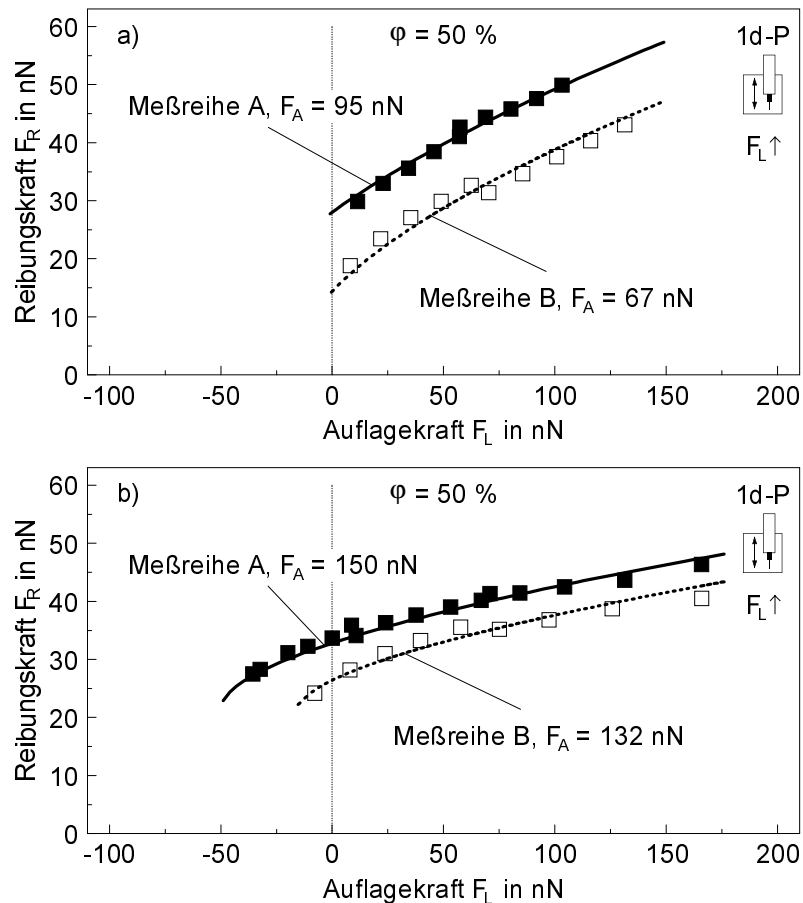 a)
φ = 50 %
1d-P
F_L ↑
Meßreihe A, F_A = 95 nN
Meßreihe B, F_A = 67 nN
Reibungskraft F_R in nN
60
50
40
30
20
10
0
-100 -50 0 50 100 150 200
Auflagekraft F_L in nN
b)
φ = 50 %
1d-P
F_L ↑
Meßreihe A, F_A = 150 nN
Meßreihe B, F_A = 132 nN
Reibungskraft F_R in nN
60
50
40
30
20
10
0
-100 -50 0 50 100 150 200
Auflagekraft F_L in nN